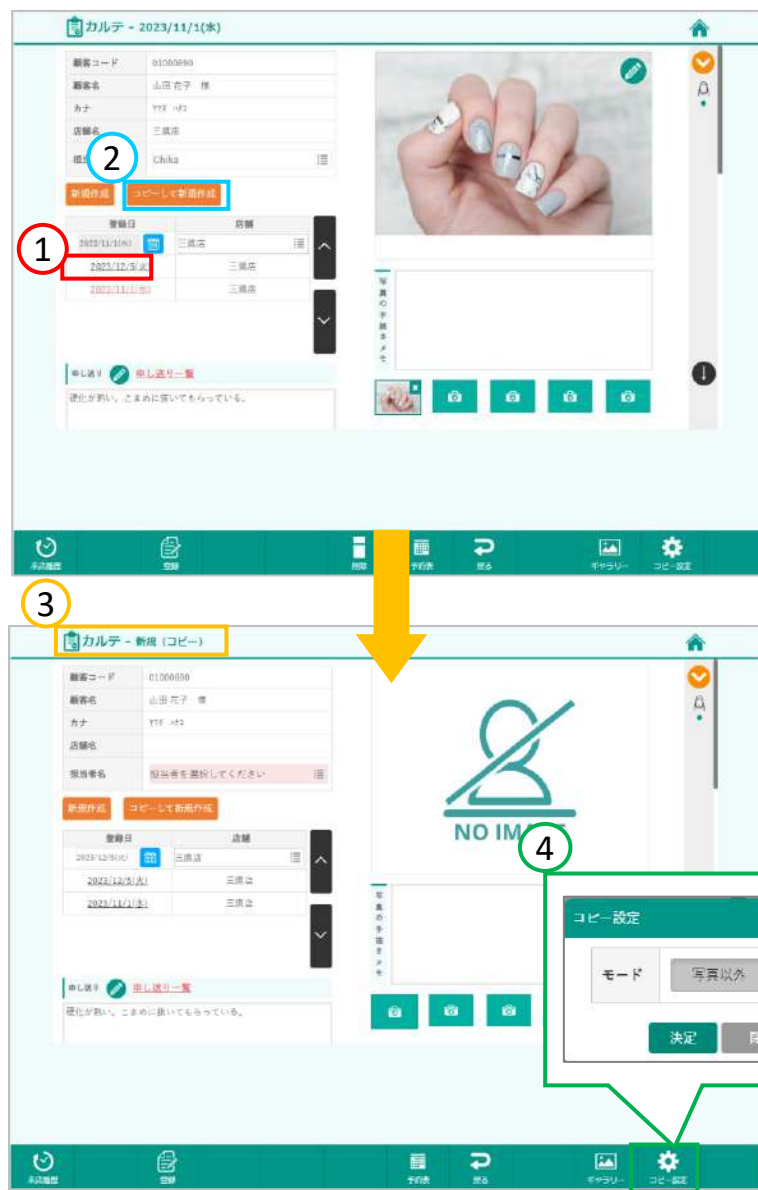 カルテ - 2023/11/1(水)
顧客コード 01000690
顧客名 山田 花子 様
カナ
店舗名 三鷹店
2
Chika
新規作成 コピーして新規作成
登録日 店舗
1
2023/11/1(水) 三鷹店
2023/12/5(火) 三鷹店
2023/11/1(水) 三鷹店
写真の手描きメモ
申し送り 申し送り一覧
硬化が熱い。こまめに抜いてもらっている。
来店履歴 登録 削除 予約表 戻る ギャラリー コピー設定
3
カルテ - 新規（コピー）
顧客コード 01000690
顧客名 山田 花子 様
カナ
店舗名
担当者名 担当者を選択してください
新規作成 コピーして新規作成
NO IM
4
登録日 店舗
2023/12/5(火) 三鷹店
2023/12/5(火) 三鷹店
2023/11/1(水) 三鷹店
写真の手描きメモ
コピー設定
モード 写真以外
決定
申し送り 申し送り一覧
硬化が熱い。こまめに抜いてもらっている。
来店履歴 登録 予約表 戻る ギャラリー コピー設定